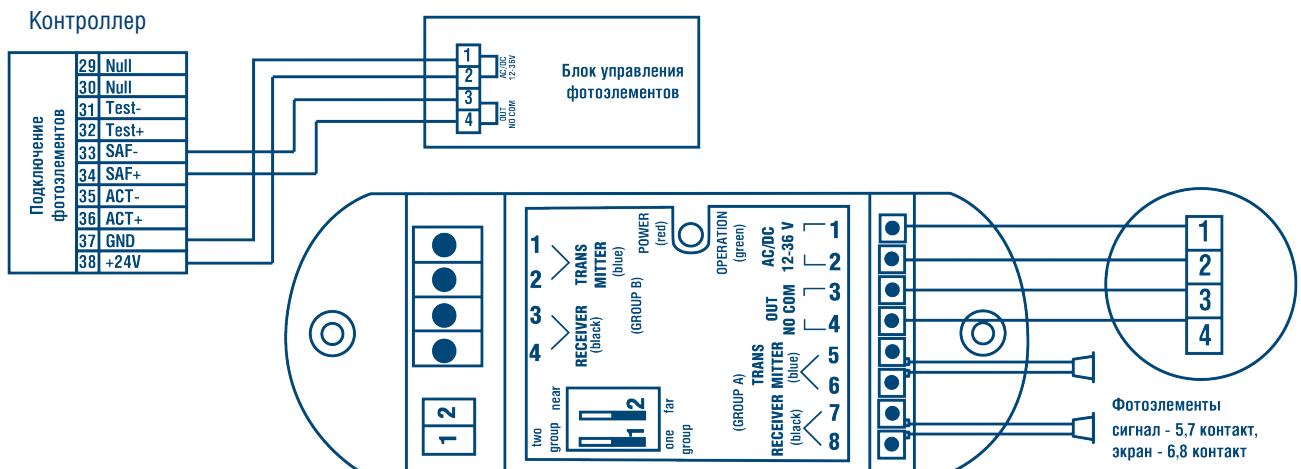 Контроллер
Подключение
фотоэлементов
29 Null
30 Null
31 Test-
32 Test+
33 SAF-
34 SAF+
35 ACT-
36 ACT+
37 GND
38 +24V
1
2
3
4
AC/DC
12-36V
OUT
NO COM
Блок управления
фотоэлементов
1
2
TRANS
MITTER
(blue)
3
4
RECEIVER
(black)
(GROUP B)
POWER
(red)
OPERATION
(green)
AC/DC
12-36 V
1
2
OUT
NO COM
3
4
(GROUP A)
TRANS
MITTER
(blue)
5
6
RECEIVER
(black)
7
8
two
group
near
2
1
far
one
group
2
1
1
2
3
4
Фотоэлементы
сигнал - 5,7 контакт,
экран - 6,8 контакт